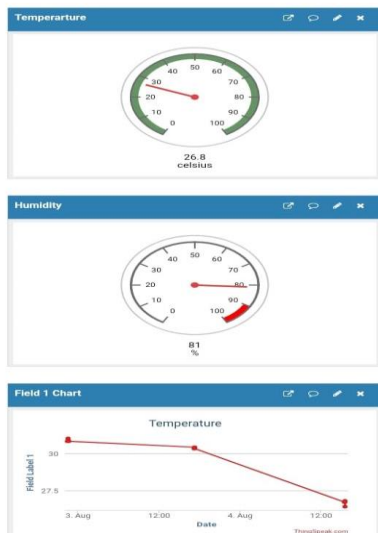 Temperarture
50
40 60
30 70
20 80
10 90
0 100
26.8
celsius
Humidity
50
40 60
30 70
20 80
10 90
0 100
81
%
Field 1 Chart
Temperature
Field Label 1
30
27.5
3. Aug 12:00 4. Aug 12:00
Date
ThingSpeak.com